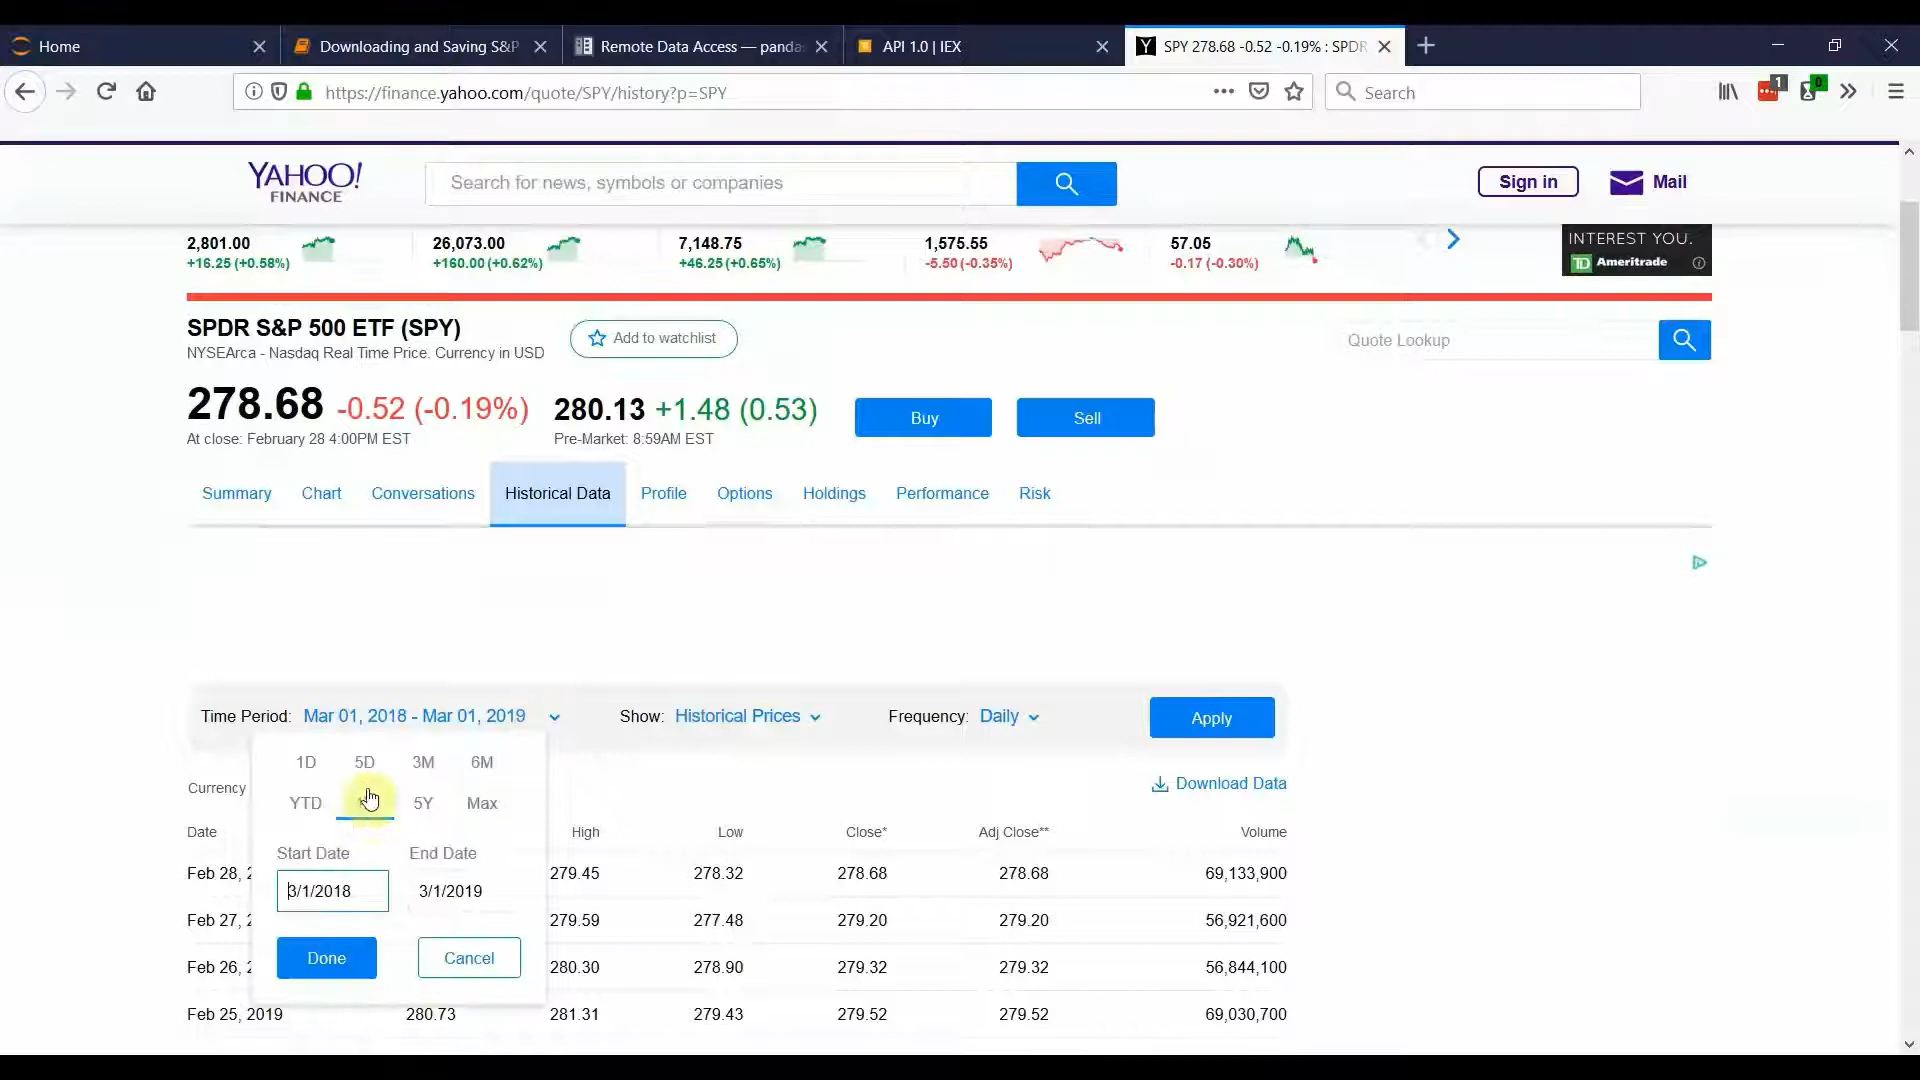 Home
Downloading and Saving S&P
Remote Data Access — panda
API 1.0 | IEX
SPY 278.68 -0.52 -0.19% : SPDR
https://finance.yahoo.com/quote/SPY/history?p=SPY
Search
1
0
YAHOO!
FINANCE
Search for news, symbols or companies
Sign in
Mail
2,801.00
+16.25 (+0.58%)
26,073.00
+160.00 (+0.62%)
7,148.75
+46.25 (+0.65%)
1,575.55
-5.50 (-0.35%)
57.05
-0.17 (-0.30%)
INTEREST YOU.
TD Ameritrade
SPDR S&P 500 ETF (SPY)
NYSEArca - Nasdaq Real Time Price. Currency in USD
Add to watchlist
Quote Lookup
278.68 -0.52 (-0.19%)
At close: February 28 4:00PM EST
280.13 +1.48 (0.53)
Pre-Market: 8:59AM EST
Buy
Sell
Summary
Chart
Conversations
Historical Data
Profile
Options
Holdings
Performance
Risk
Time Period: Mar 01, 2018 - Mar 01, 2019
Show: Historical Prices
Frequency: Daily
Apply
1D 5D 3M 6M
YTD 5Y Max
Start Date End Date
3/1/2018 3/1/2019
Done Cancel
Currency
Download Data
Date High Low Close* Adj Close** Volume
Feb 28, 2 279.45 278.32 278.68 278.68 69,133,900
Feb 27, 2 279.59 277.48 279.20 279.20 56,921,600
Feb 26, 2 280.30 278.90 279.32 279.32 56,844,100
Feb 25, 2019 280.73 281.31 279.43 279.52 279.52 69,030,700